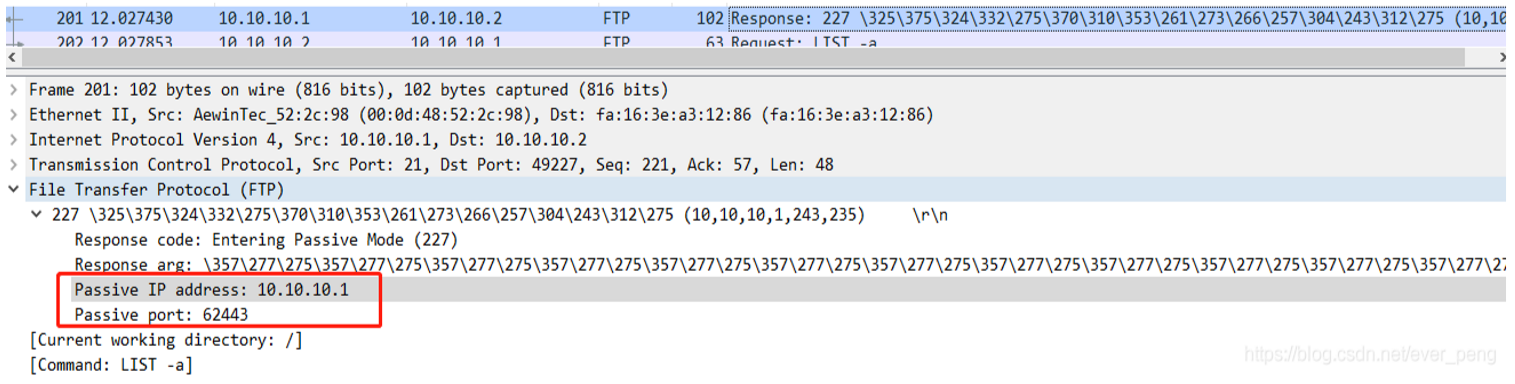 201 12.027430 10.10.10.1 10.10.10.2 FTP 102 Response: 227 \325\375\324\332\275\370\310\353\261\273\266\257\304\243\312\275 (10,10
202 12.027853 10.10.10.2 10.10.10.1 FTP 63 Request: LIST -a
Frame 201: 102 bytes on wire (816 bits), 102 bytes captured (816 bits)
Ethernet II, Src: AewinTec_52:2c:98 (00:0d:48:52:2c:98), Dst: fa:16:3e:a3:12:86 (fa:16:3e:a3:12:86)
Internet Protocol Version 4, Src: 10.10.10.1, Dst: 10.10.10.2
Transmission Control Protocol, Src Port: 21, Dst Port: 49227, Seq: 221, Ack: 57, Len: 48
File Transfer Protocol (FTP)
227 \325\375\324\332\275\370\310\353\261\273\266\257\304\243\312\275 (10,10,10,1,243,235) \r\n
Response code: Entering Passive Mode (227)
Response arg: \357\277\275\357\277\275\357\277\275\357\277\275\357\277\275\357\277\275\357\277\275\357\277\275\357\277\275\357\277\275\357\277\27
Passive IP address: 10.10.10.1
Passive port: 62443
[Current working directory: /]
[Command: LIST -a]
https://blog.csdn.net/ever_peng